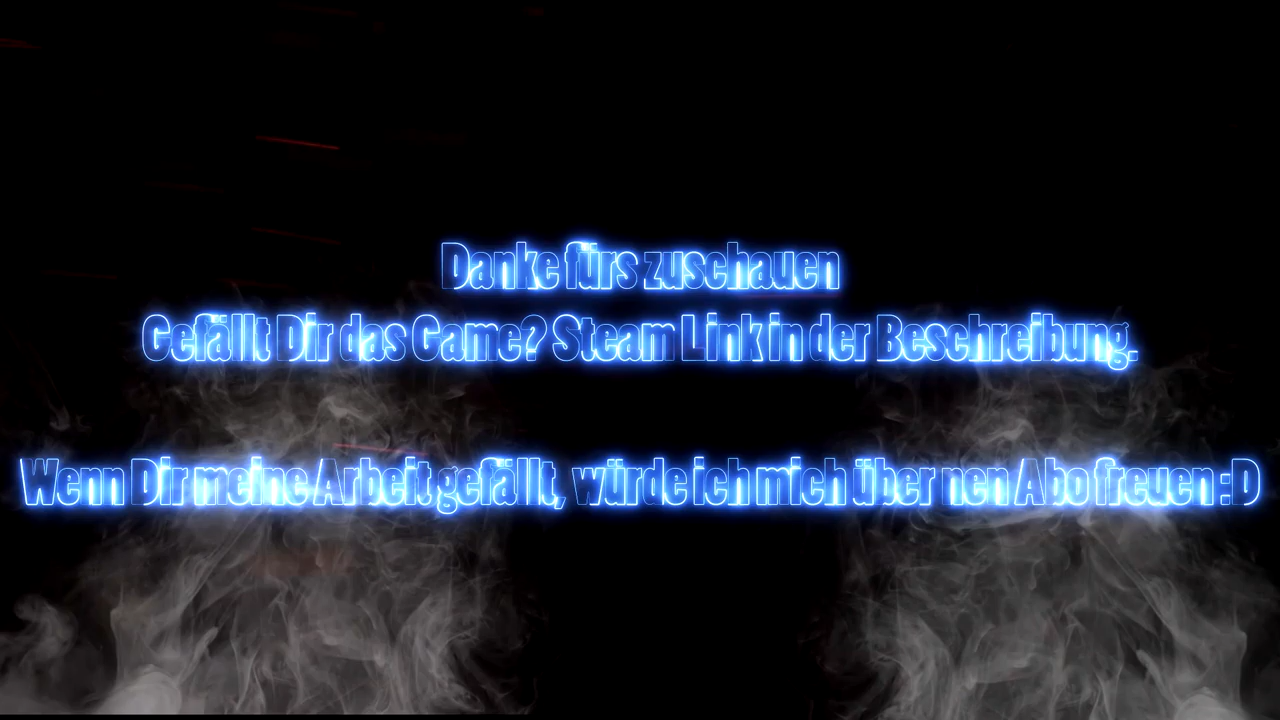 Danke fürs zuschauen
Gefällt Dir das Game? Steam Link in der Beschreibung.
Wenn Dir meine Arbeit gefällt, würde ich mich über nen Abo freuen :D